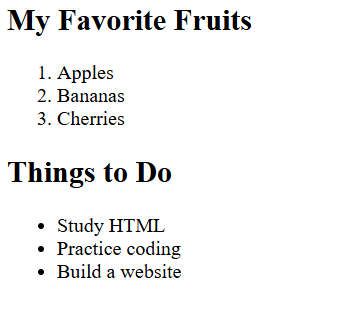 My Favorite Fruits
1. Apples
2. Bananas
3. Cherries
Things to Do
• Study HTML
• Practice coding
• Build a website